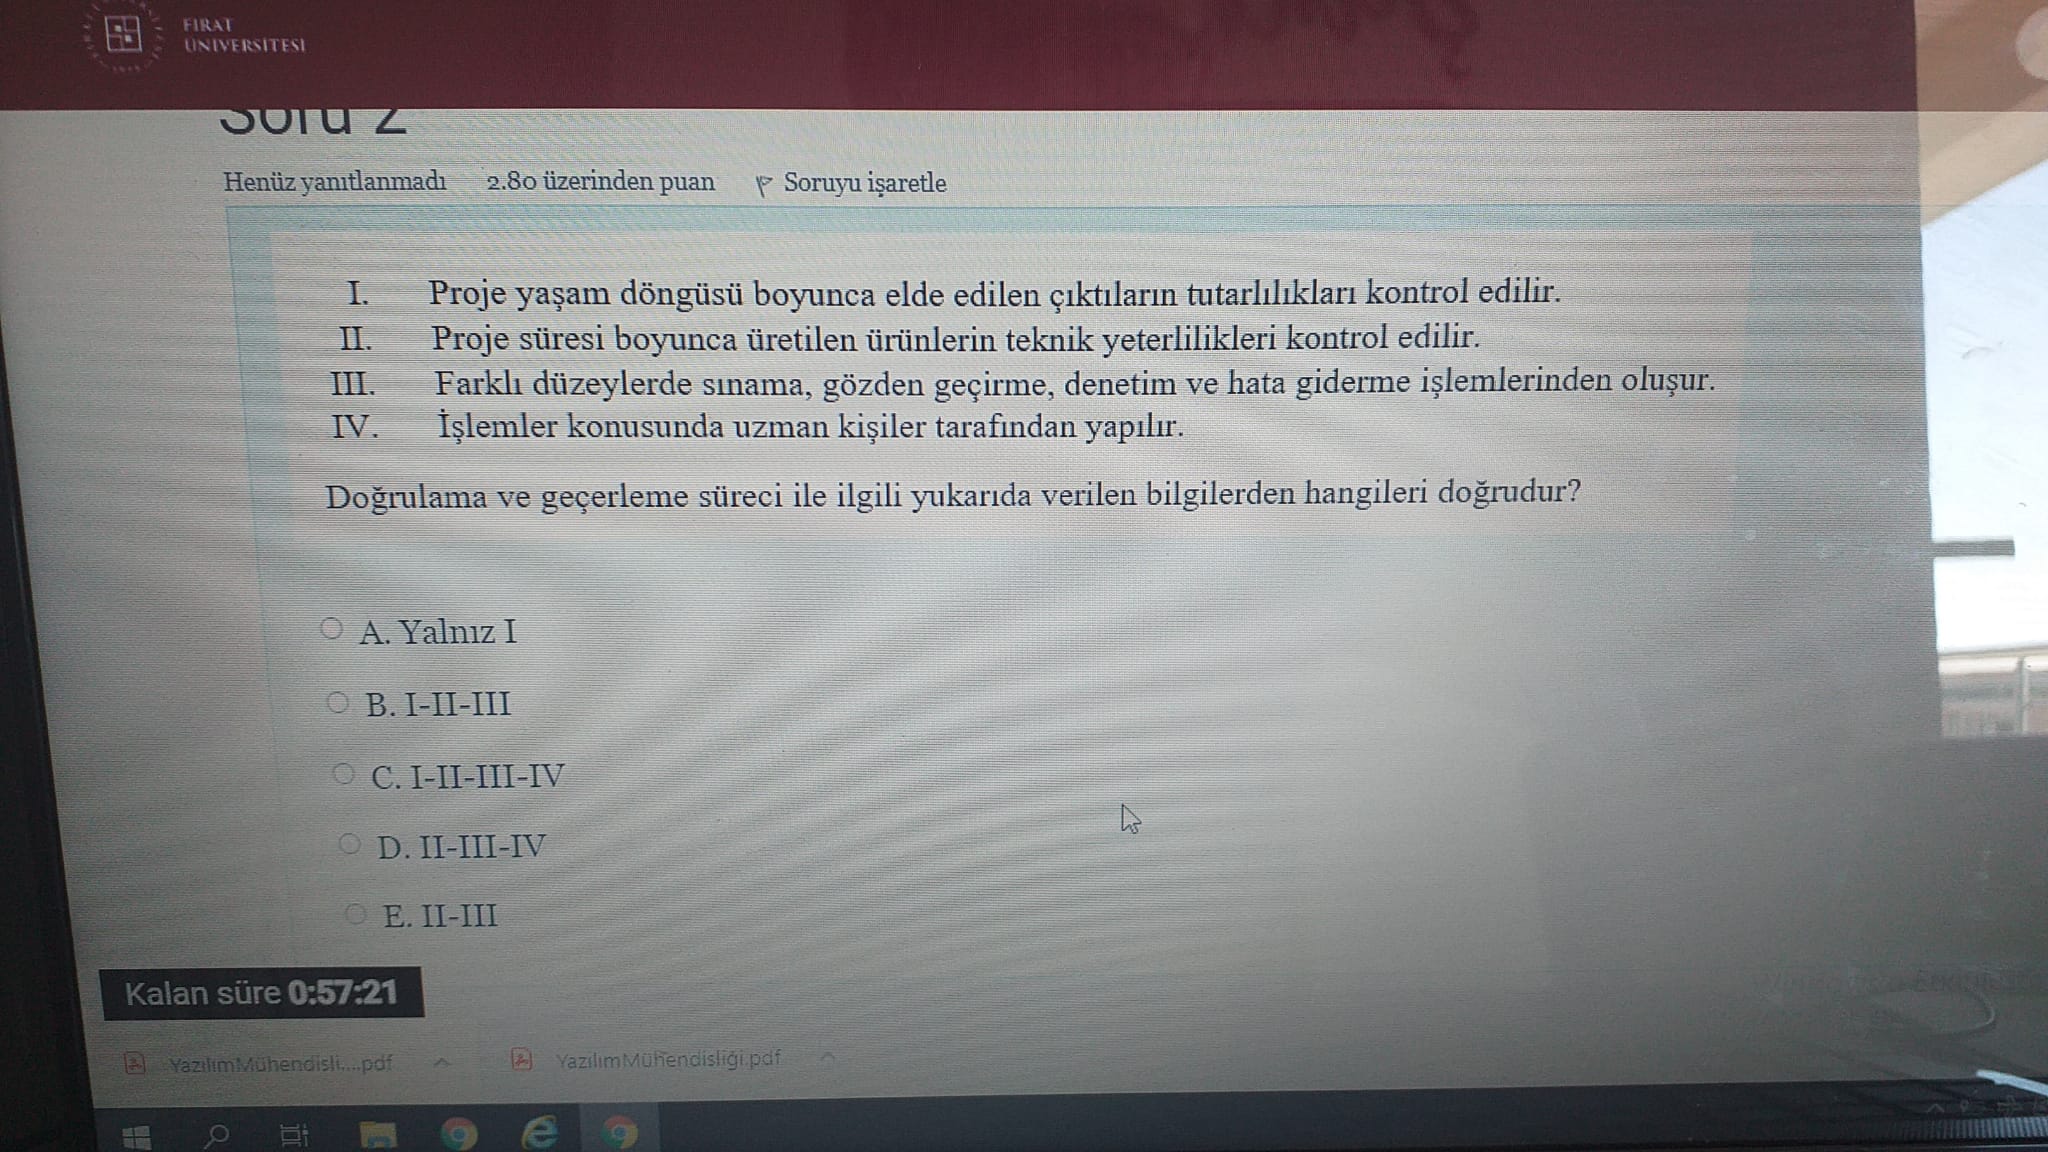 FIRAT
ÜNİVERSİTESİ
Soru 2
Henüz yanıtlanmadı 2.80 üzerinden puan Soruyu işaretle
I. Proje yaşam döngüsü boyunca elde edilen çıktıların tutarlılıkları kontrol edilir.
II. Proje süresi boyunca üretilen ürünlerin teknik yeterlilikleri kontrol edilir.
III. Farklı düzeylerde sınama, gözden geçirme, denetim ve hata giderme işlemlerinden oluşur.
IV. İşlemler konusunda uzman kişiler tarafından yapılır.
Doğrulama ve geçerleme süreci ile ilgili yukarıda verilen bilgilerden hangileri doğrudur?
A. Yalnız I
B. I-II-III
C. I-II-III-IV
D. II-III-IV
E. II-III
Kalan süre 0:57:21
YazılımMühendisli....pdf YazılımMühendisliği.pdf